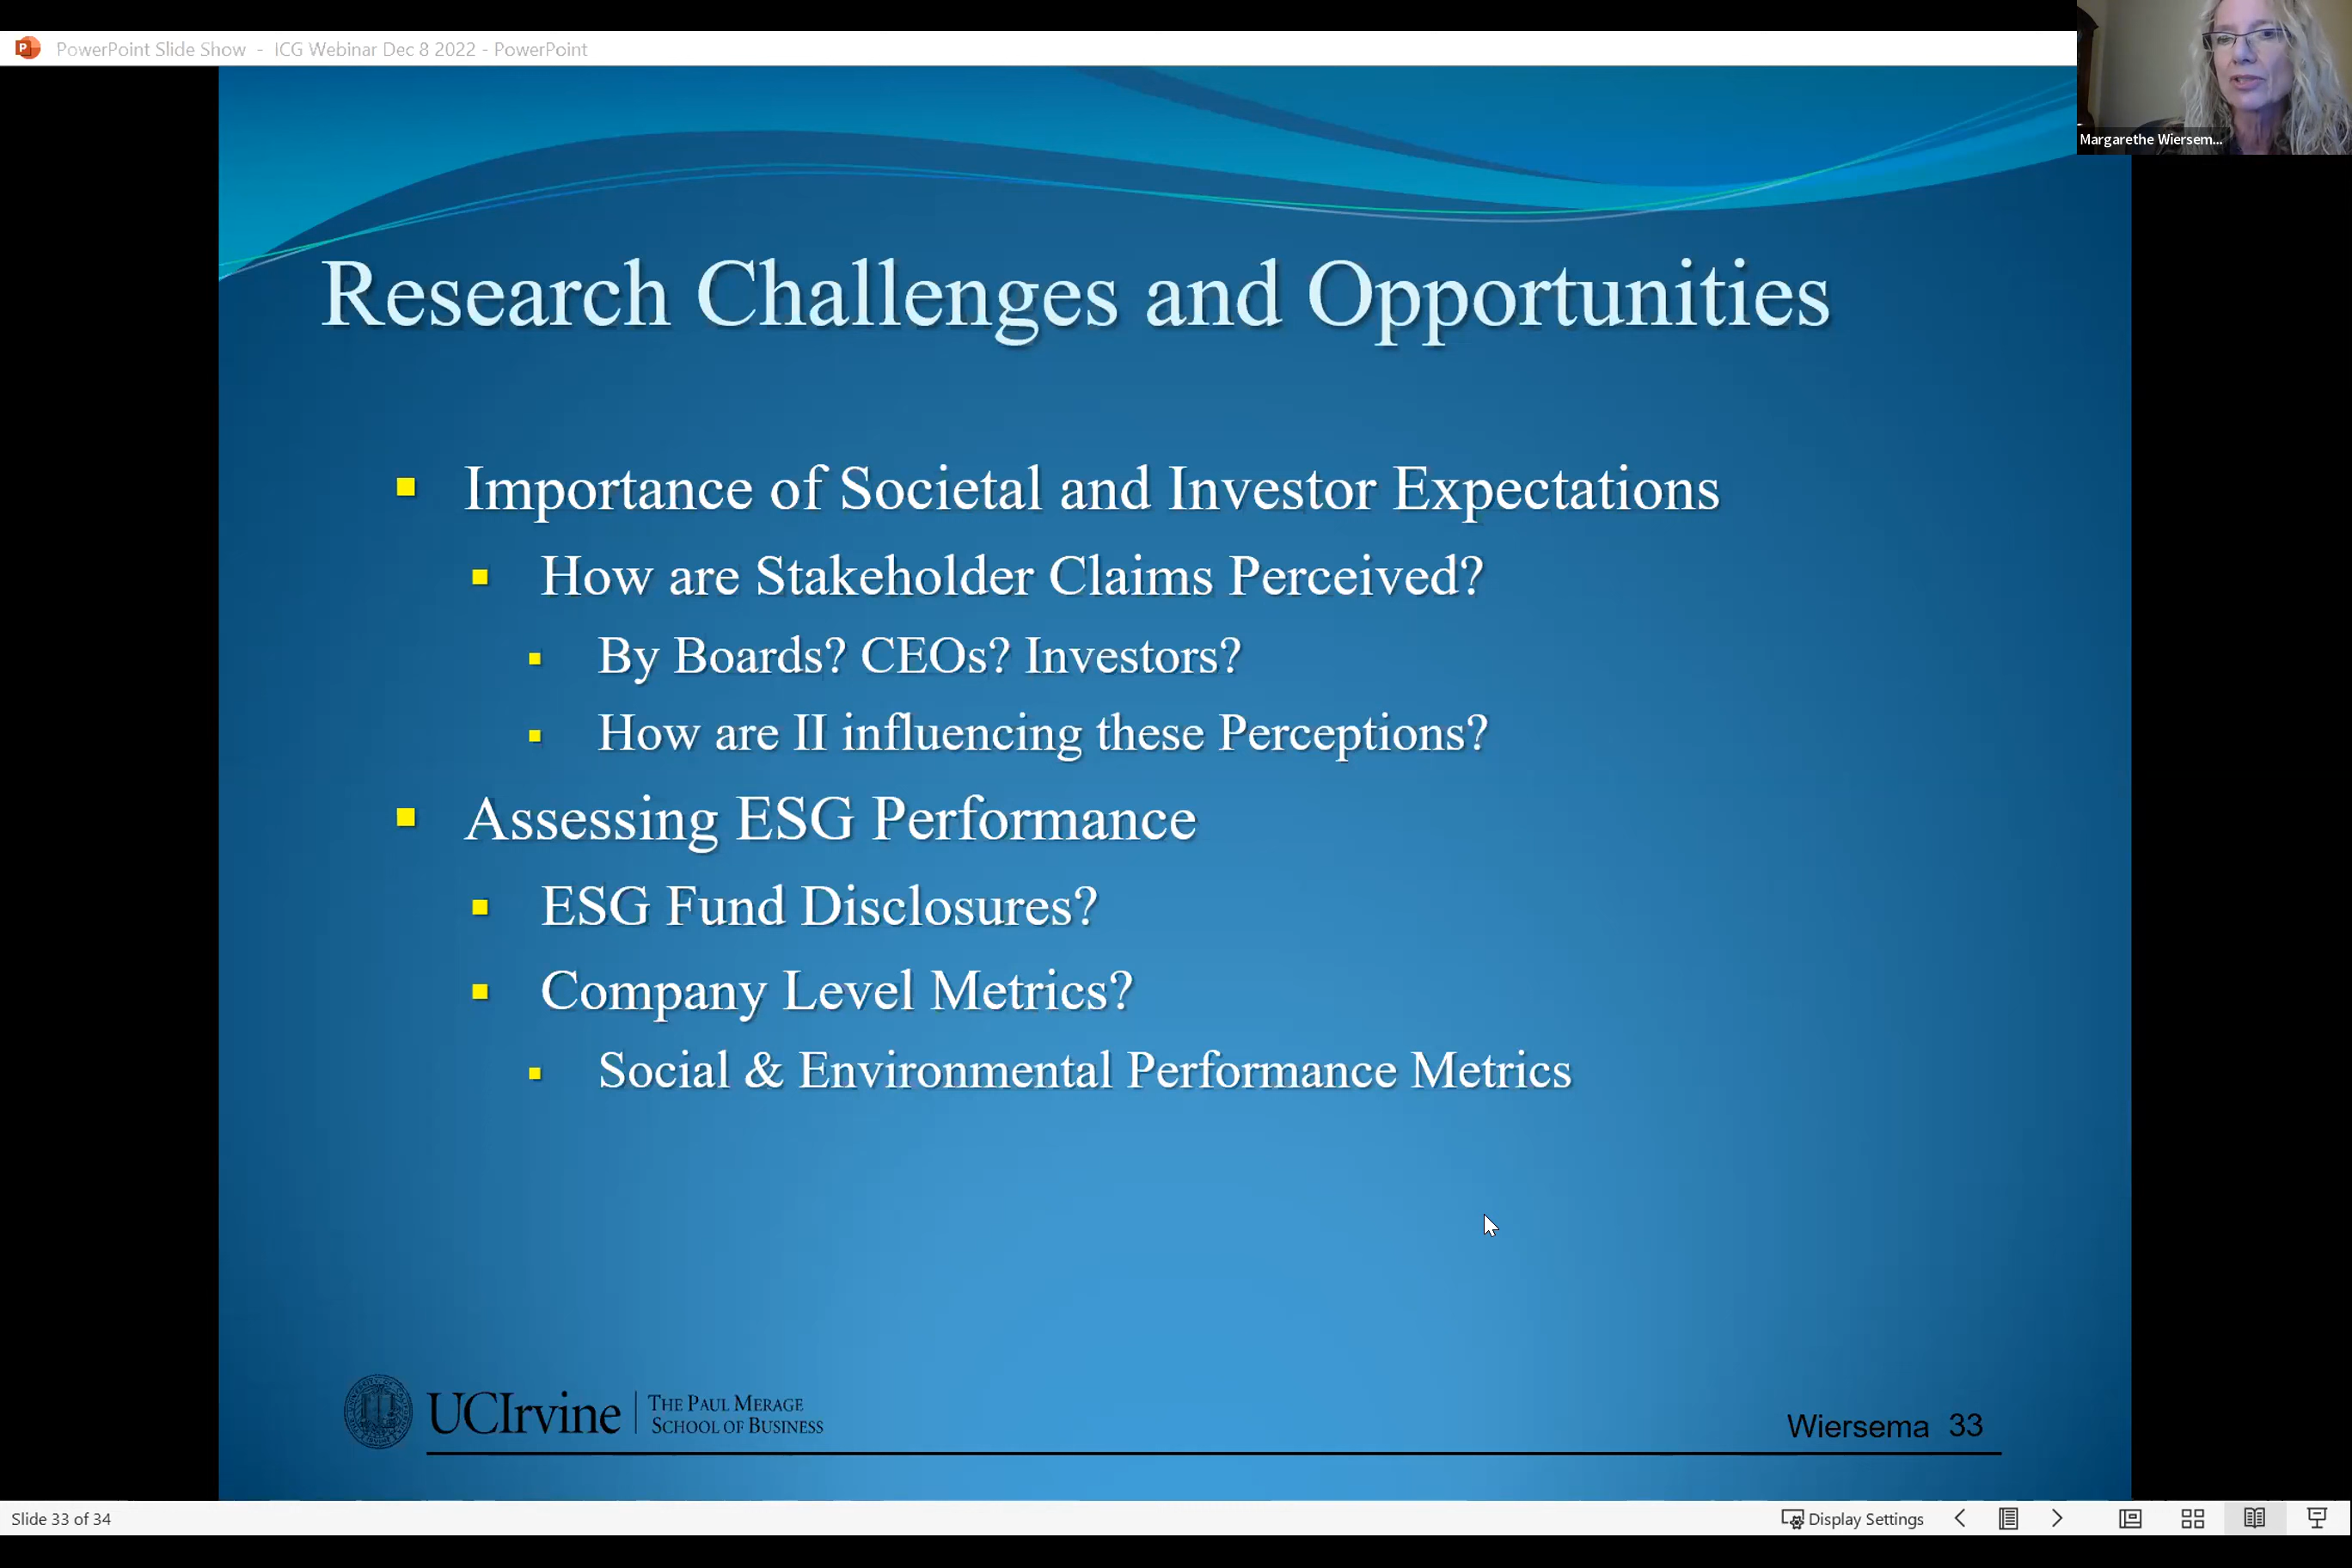 PowerPoint Slide Show - ICG Webinar Dec 8 2022 - PowerPoint
Margarethe Wiersem...
Research Challenges and Opportunities
Importance of Societal and Investor Expectations
How are Stakeholder Claims Perceived?
By Boards? CEOs? Investors?
How are II influencing these Perceptions?
Assessing ESG Performance
ESG Fund Disclosures?
Company Level Metrics?
Social & Environmental Performance Metrics
UCIrvine
The Paul Merage
School of Business
Wiersema 33
Slide 33 of 34
Display Settings